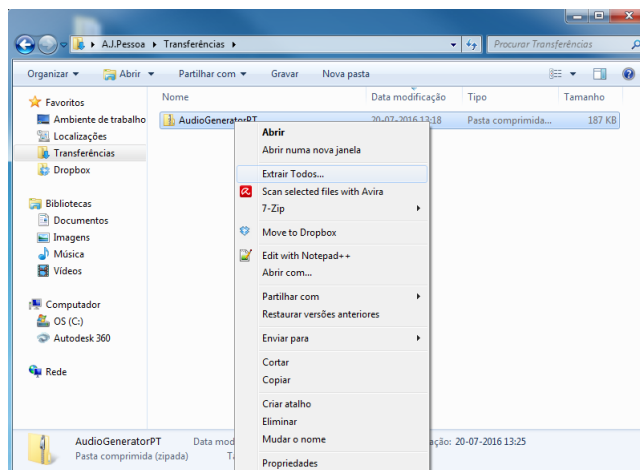 A.J.Pessoa
Transferências
Procurar Transferências
Organizar
Abrir
Partilhar com
Gravar
Nova pasta
Favoritos
Ambiente de trabalho
Localizações
Transferências
Dropbox
Bibliotecas
Documentos
Imagens
Música
Vídeos
Computador
OS (C:)
Autodesk 360
Rede
Nome
Data modificação
Tipo
Tamanho
AudioGeneratorPT
20-07-2016 13:18
Pasta comprimida...
187 KB
Abrir
Abrir numa nova janela
Extrair Todos...
Scan selected files with Avira
7-Zip
Move to Dropbox
Edit with Notepad++
Abrir com...
Partilhar com
Restaurar versões anteriores
Enviar para
Cortar
Copiar
Criar atalho
Eliminar
Mudar o nome
Propriedades
AudioGeneratorPT
Data mod
ação: 20-07-2016 13:25
Pasta comprimida (zipada)